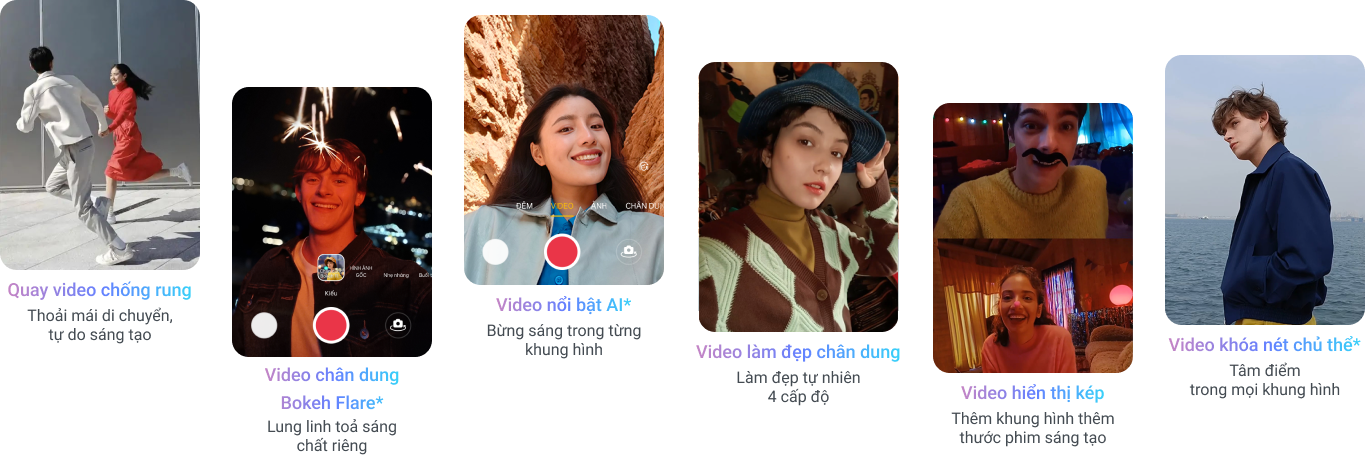 Quay video chống rung
Thoải mái di chuyển,
tự do sáng tạo
HÌNH ẢNH
GỐC
Nhẹ nhàng
Kiểu
Video chân dung
Bokeh Flare*
Lung linh toả sáng
chất riêng
ĐÊM
VIDEO
ẢNH
CHÂN DU
Video nổi bật AI*
Bừng sáng trong từng
khung hình
Video làm đẹp chân dung
Làm đẹp tự nhiên
4 cấp độ
Video hiển thị kép
Thêm khung hình thêm
thước phim sáng tạo
Video khóa nét chủ thể*
Tâm điểm
trong mọi khung hình